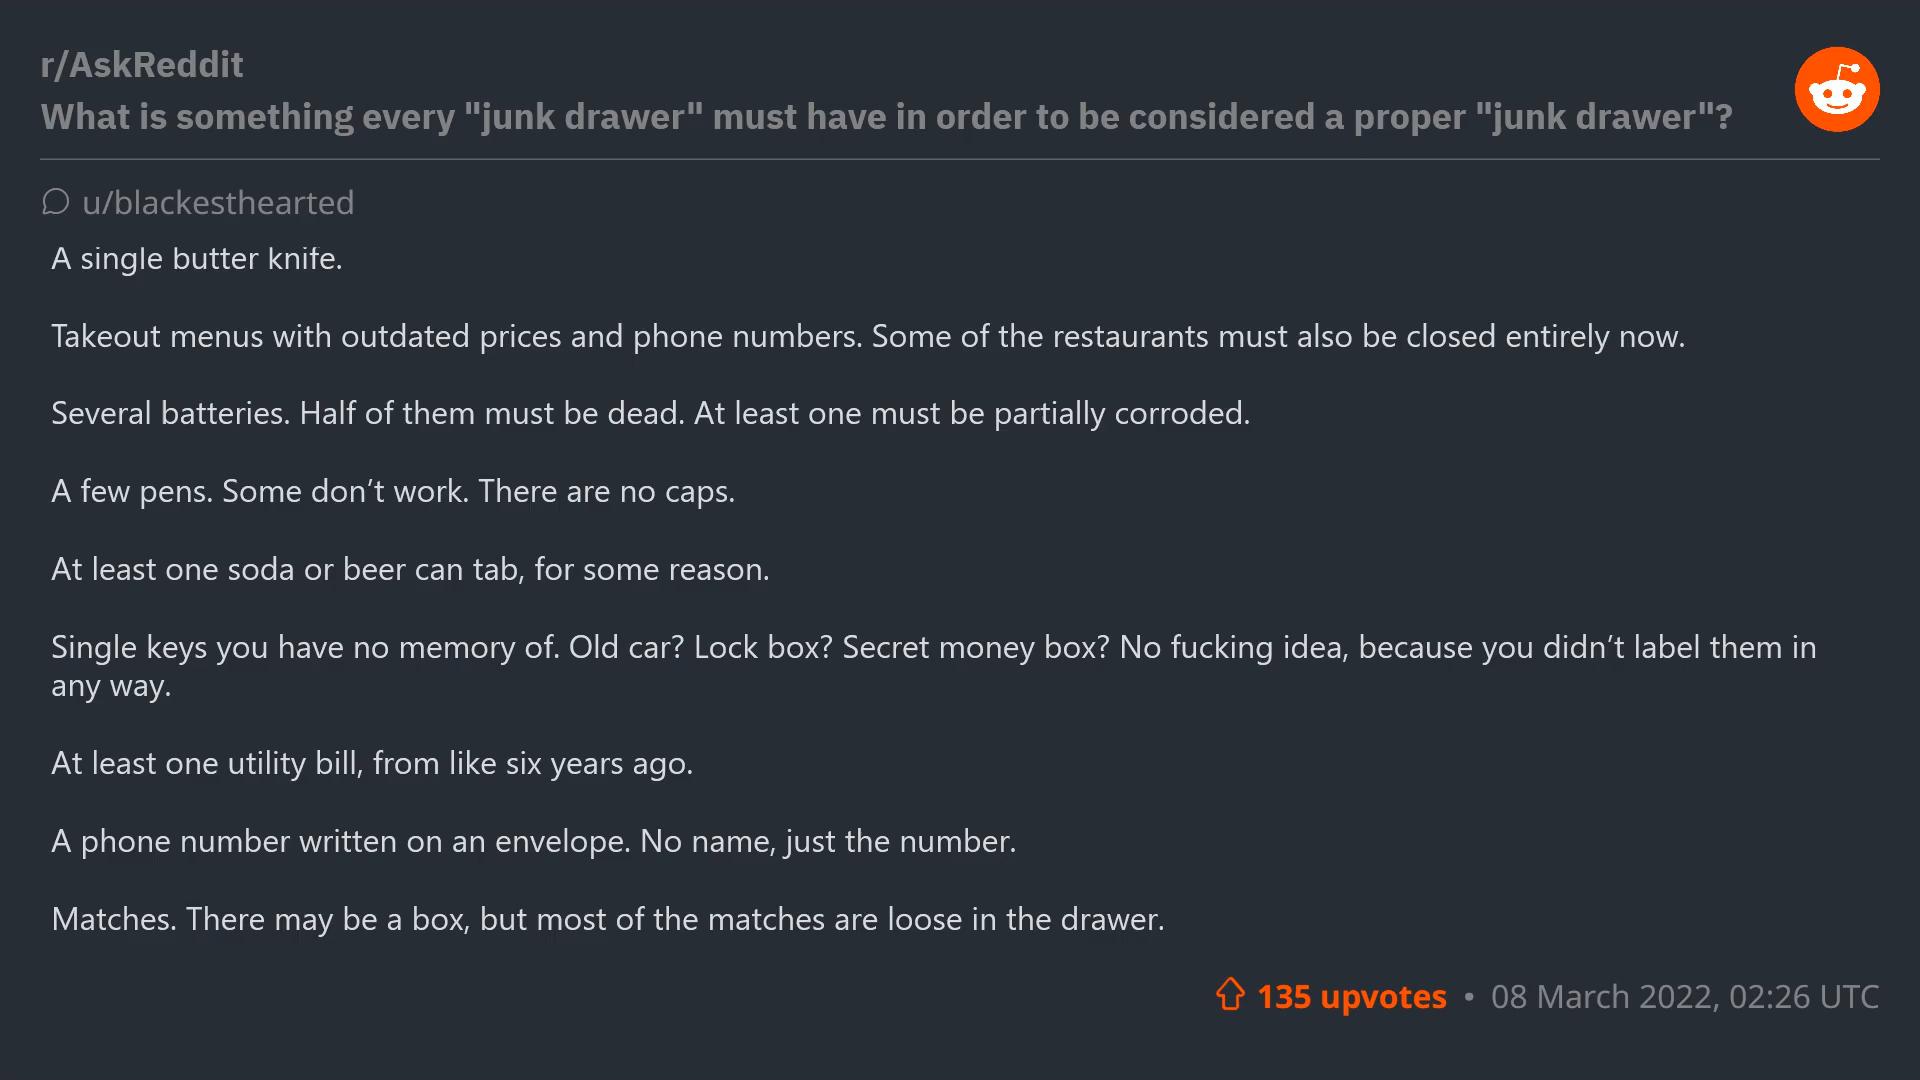 r/AskReddit
What is something every "junk drawer" must have in order to be considered a proper "junk drawer"?
u/blackesthearted
A single butter knife.
Takeout menus with outdated prices and phone numbers. Some of the restaurants must also be closed entirely now.
Several batteries. Half of them must be dead. At least one must be partially corroded.
A few pens. Some don’t work. There are no caps.
At least one soda or beer can tab, for some reason.
Single keys you have no memory of. Old car? Lock box? Secret money box? No fucking idea, because you didn’t label them in
any way.
At least one utility bill, from like six years ago.
A phone number written on an envelope. No name, just the number.
Matches. There may be a box, but most of the matches are loose in the drawer.
135 upvotes • 08 March 2022, 02:26 UTC